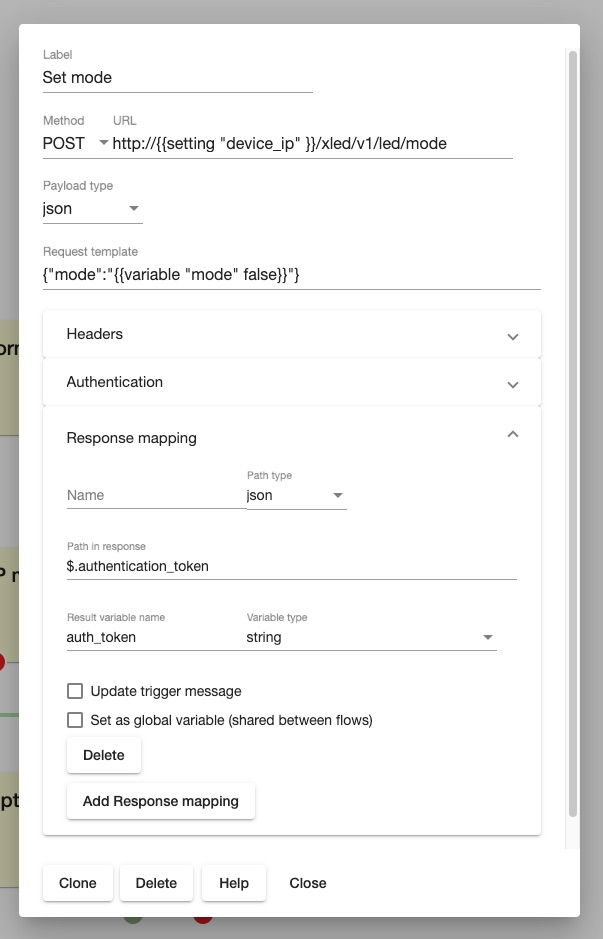 Label
Set mode
Method URL
POST http://{{setting "device_ip" }}/xled/v1/led/mode
Payload type
json
Request template
{"mode":"{{variable "mode" false}}"}
Headers
Authentication
Response mapping
Path type
Name json
Path in response
$.authentication_token
Result variable name Variable type
auth_token string
Update trigger message
Set as global variable (shared between flows)
Delete
Add Response mapping
Clone Delete Help Close